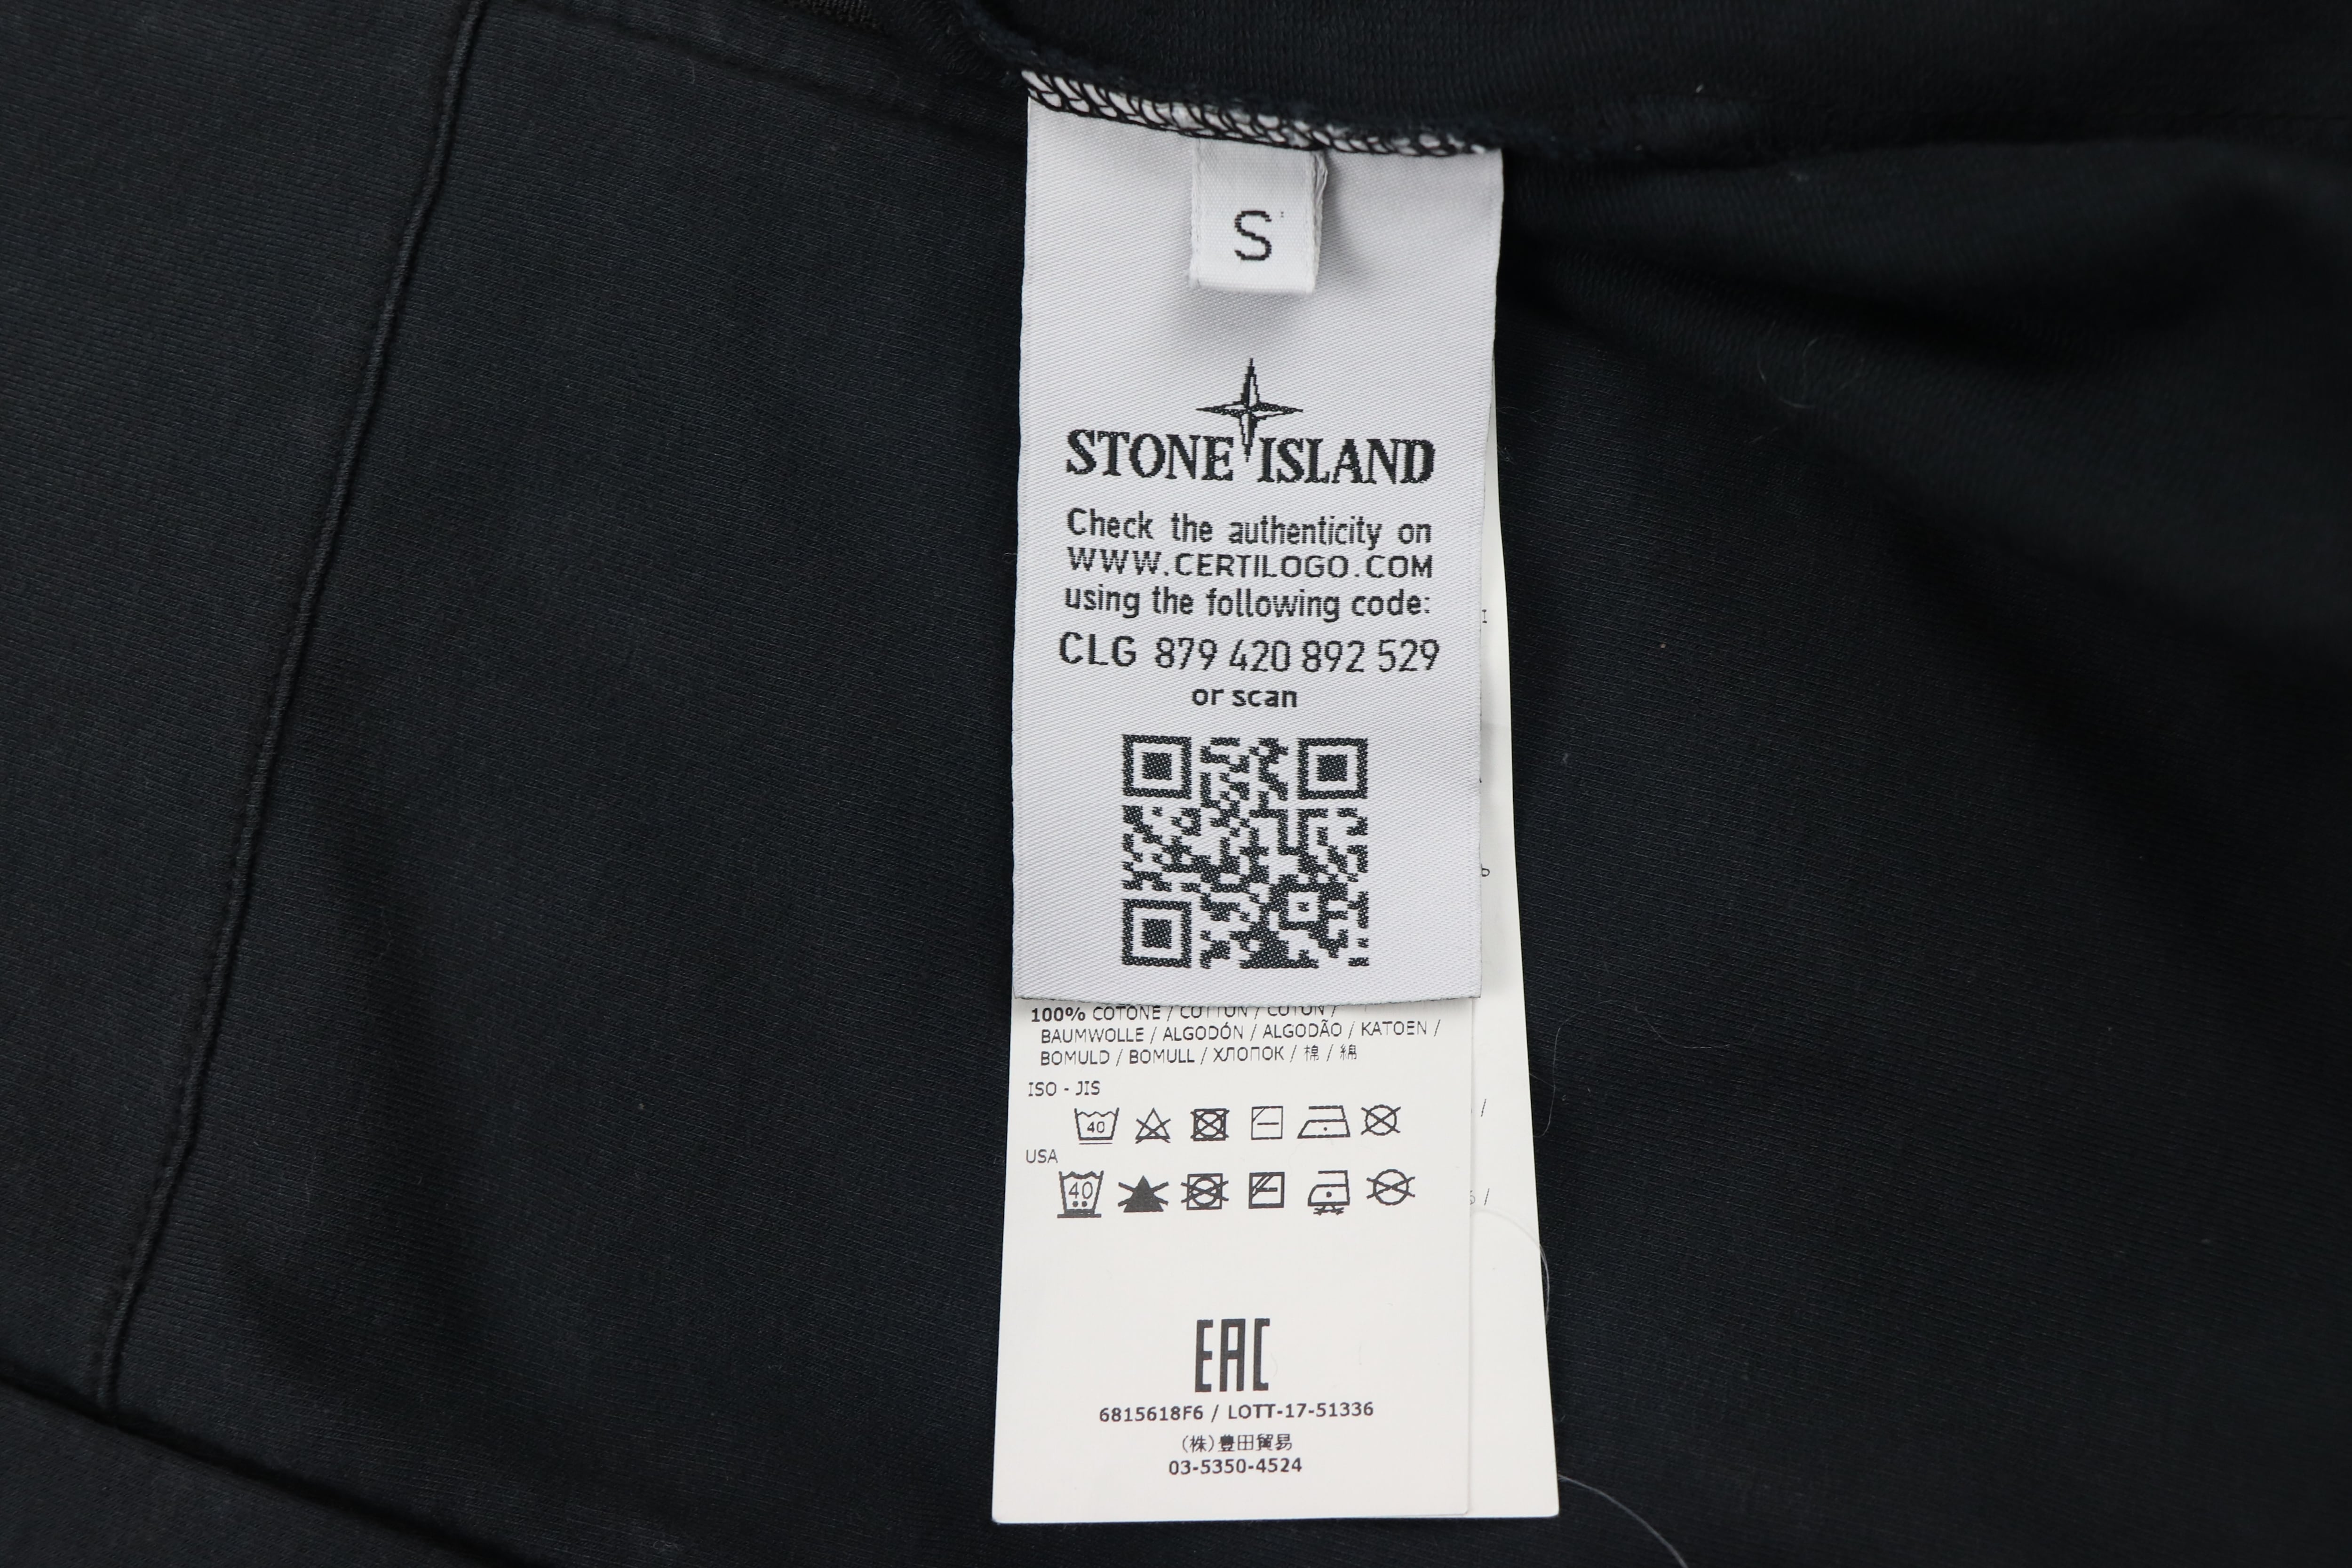 S
STONE ISLAND
Check the authenticity on
WWW.CERTILOGO.COM
using the following code:
CLG 879 420 892 529
or scan
100% COTONE / COTTON / COTON /
BAUMWOLLE / ALGODÓN / ALGODÃO / KATOEN /
BOMULD / BOMULL / ХЛОПОК / 棉 / 綿
ISO - JIS
40
USA
40
EAC
6815618F6 / LOTT-17-51336
(株)豊田貿易
03-5350-4524